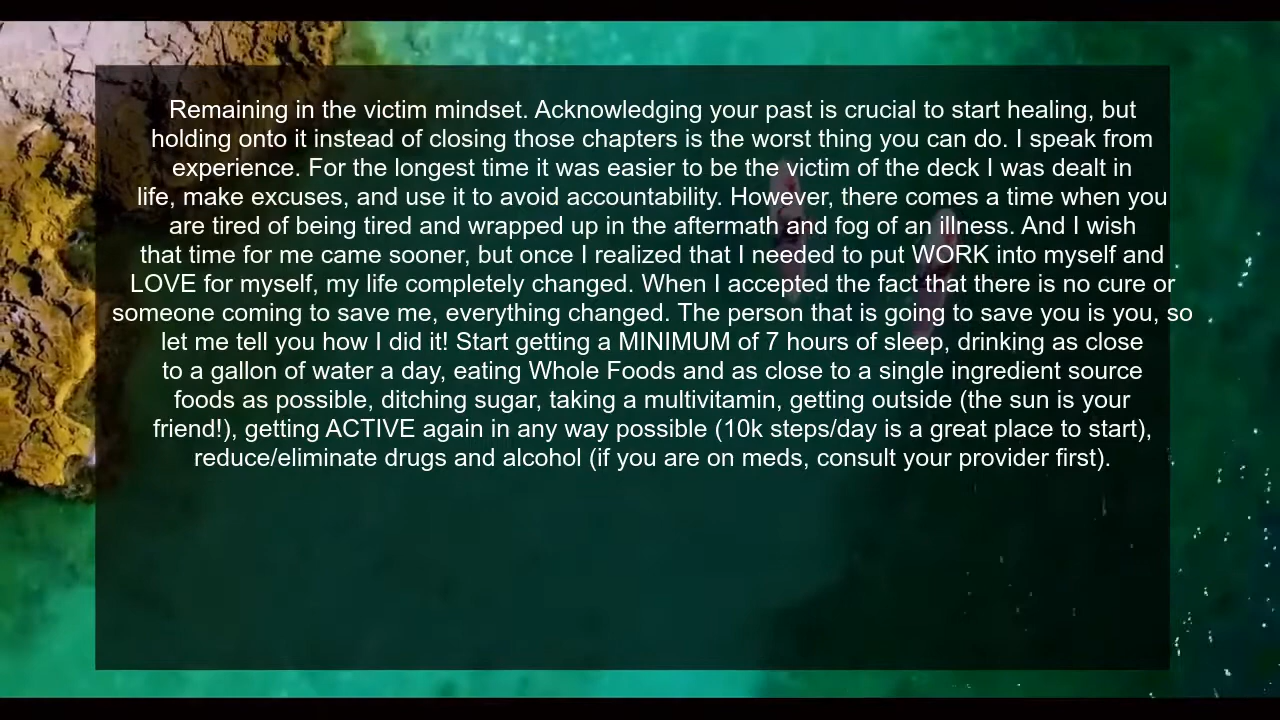 Remaining in the victim mindset. Acknowledging your past is crucial to start healing, but
holding onto it instead of closing those chapters is the worst thing you can do. I speak from
experience. For the longest time it was easier to be the victim of the deck I was dealt in
life, make excuses, and use it to avoid accountability. However, there comes a time when you
are tired of being tired and wrapped up in the aftermath and fog of an illness. And I wish
that time for me came sooner, but once I realized that I needed to put WORK into myself and
LOVE for myself, my life completely changed. When I accepted the fact that there is no cure or
someone coming to save me, everything changed. The person that is going to save you is you, so
let me tell you how I did it! Start getting a MINIMUM of 7 hours of sleep, drinking as close
to a gallon of water a day, eating Whole Foods and as close to a single ingredient source
foods as possible, ditching sugar, taking a multivitamin, getting outside (the sun is your
friend!), getting ACTIVE again in any way possible (10k steps/day is a great place to start),
reduce/eliminate drugs and alcohol (if you are on meds, consult your provider first).